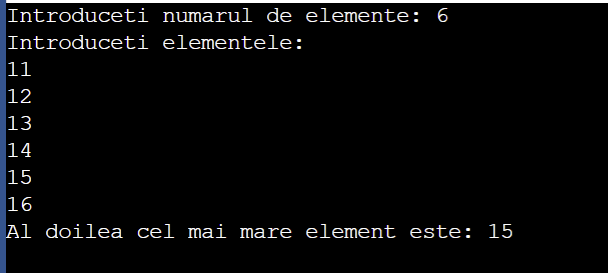 Introduceti numarul de elemente: 6
Introduceti elementele:
11
12
13
14
15
16
Al doilea cel mai mare element este: 15